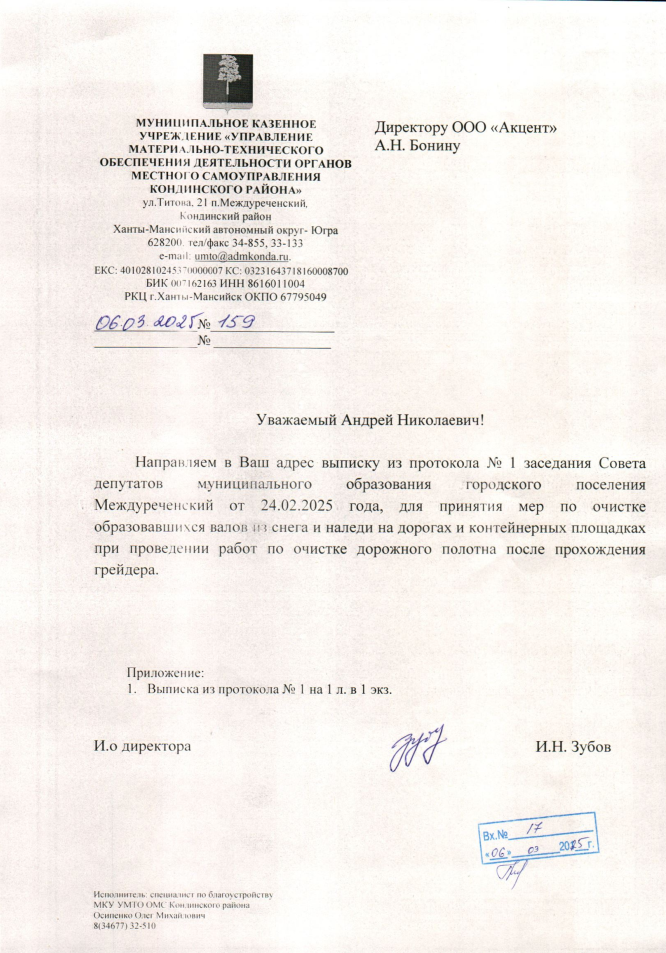 МУНИЦИПАЛЬНОЕ КАЗЕННОЕ
УЧРЕЖДЕНИЕ «УПРАВЛЕНИЕ
МАТЕРИАЛЬНО-ТЕХНИЧЕСКОГО
ОБЕСПЕЧЕНИЯ ДЕЯТЕЛЬНОСТИ ОРГАНОВ
МЕСТНОГО САМОУПРАВЛЕНИЯ
КОНДИНСКОГО РАЙОНА»
ул.Титова, 21 п.Междуреченский,
Кондинский район
Ханты-Мансийский автономный округ- Югра
628200, тел/факс 34-855, 33-133
e-mail: umto@admkonda.ru.
ЕКС: 40102810245370000007 КС: 03231643718160008700
БИК 007162163 ИНН 8616011004
РКЦ г.Ханты-Мансийск ОКПО 67795049
06.03.2025 № 159
№
Директору ООО «Акцент»
А.Н. Бонину
Уважаемый Андрей Николаевич!
Направляем в Ваш адрес выписку из протокола № 1 заседания Совета
депутатов муниципального образования городского поселения
Междуреченский от 24.02.2025 года, для принятия мер по очистке
образовавшихся валов из снега и наледи на дорогах и контейнерных площадках
при проведении работ по очистке дорожного полотна после прохождения
грейдера.
Приложение:
1. Выписка из протокола № 1 на 1 л. в 1 экз.
И.о директора
И.Н. Зубов
Вх.№ 17
«06» 03 2025 г.
Исполнитель: специалист по благоустройству
МКУ УМТО ОМС Кондинского района
Осипенко Олег Михайлович
8(34677) 32-510